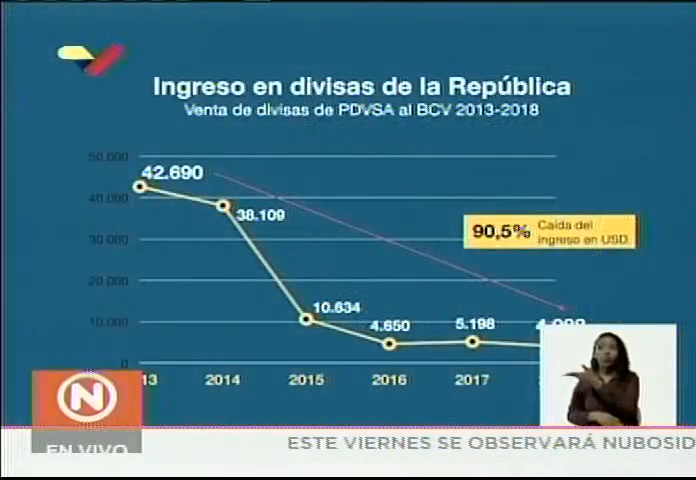 Ingreso en divisas de la República
Venta de divisas de PDVSA al BCV 2013-2018
50.000
42.690
40.000
38.109
90,5%
Caída del
ingreso en USD
30.000
20.000
10.634
10.000
4.650
5.198
0
13
2014
2015
2016
2017
N
EN VIVO
ESTE VIERNES SE OBSERVARÁ NUBOSID